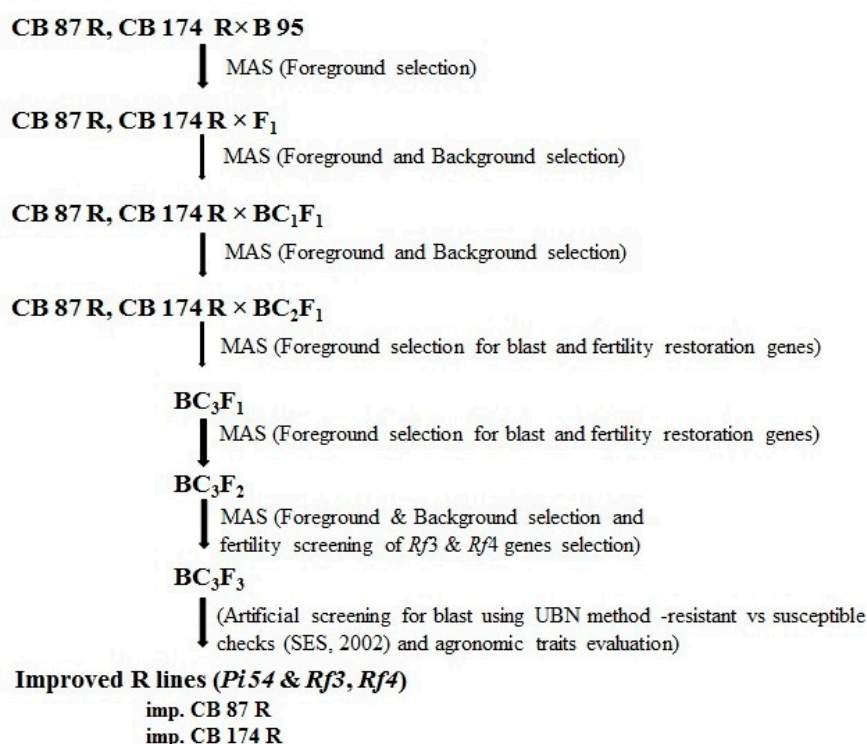 CB 87 R, CB 174 R× B 95
MAS (Foreground selection)
CB 87 R, CB 174 R × F₁
MAS (Foreground and Background selection)
CB 87 R, CB 174 R × BC₁F₁
MAS (Foreground and Background selection)
CB 87 R, CB 174 R × BC₂F₁
MAS (Foreground selection for blast and fertility restoration genes)
BC₃F₁
MAS (Foreground selection for blast and fertility restoration genes)
BC₃F₂
MAS (Foreground & Background selection and
fertility screening of Rf3 & Rf4 genes selection)
BC₃F₃
(Artificial screening for blast using UBN method -resistant vs susceptible
checks (SES, 2002) and agronomic traits evaluation)
Improved R lines (Pi54 & Rf3, Rf4)
imp. CB 87 R
imp. CB 174 R